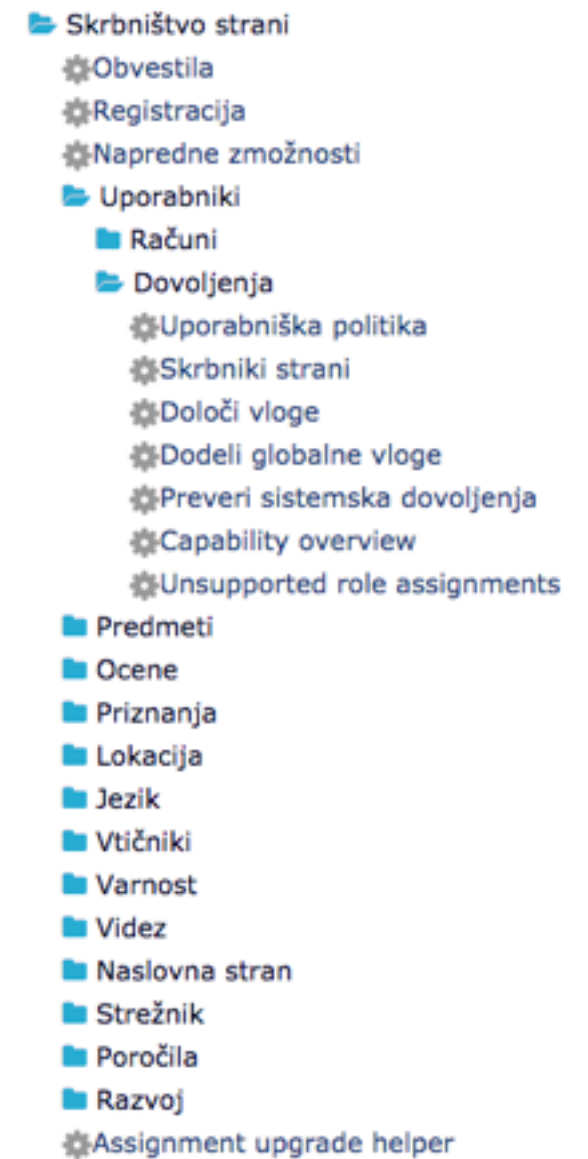 Skrbništvo strani
Obvestila
Registracija
Napredne zmožnosti
Uporabniki
Računi
Dovoljenja
Uporabniška politika
Skrbniki strani
Določi vloge
Dodeli globalne vloge
Preveri sistemska dovoljenja
Capability overview
Unsupported role assignments
Predmeti
Ocene
Priznanja
Lokacija
Jezik
Vtičniki
Varnost
Videz
Naslovna stran
Strežnik
Poročila
Razvoj
Assignment upgrade helper